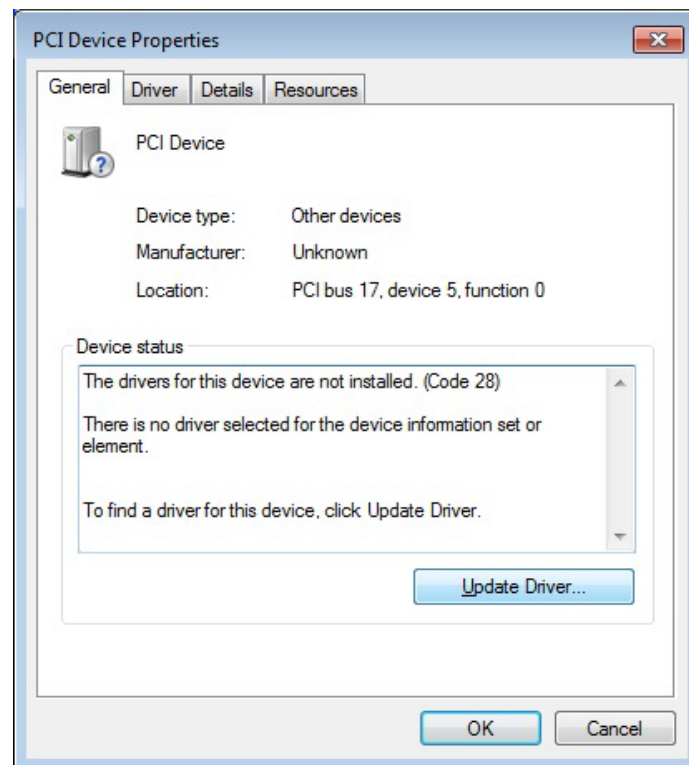 PCI Device Properties
General Driver Details Resources
PCI Device
Device type: Other devices
Manufacturer: Unknown
Location: PCI bus 17, device 5, function 0
Device status
The drivers for this device are not installed. (Code 28)
There is no driver selected for the device information set or
element.
To find a driver for this device, click Update Driver.
Update Driver...
OK Cancel